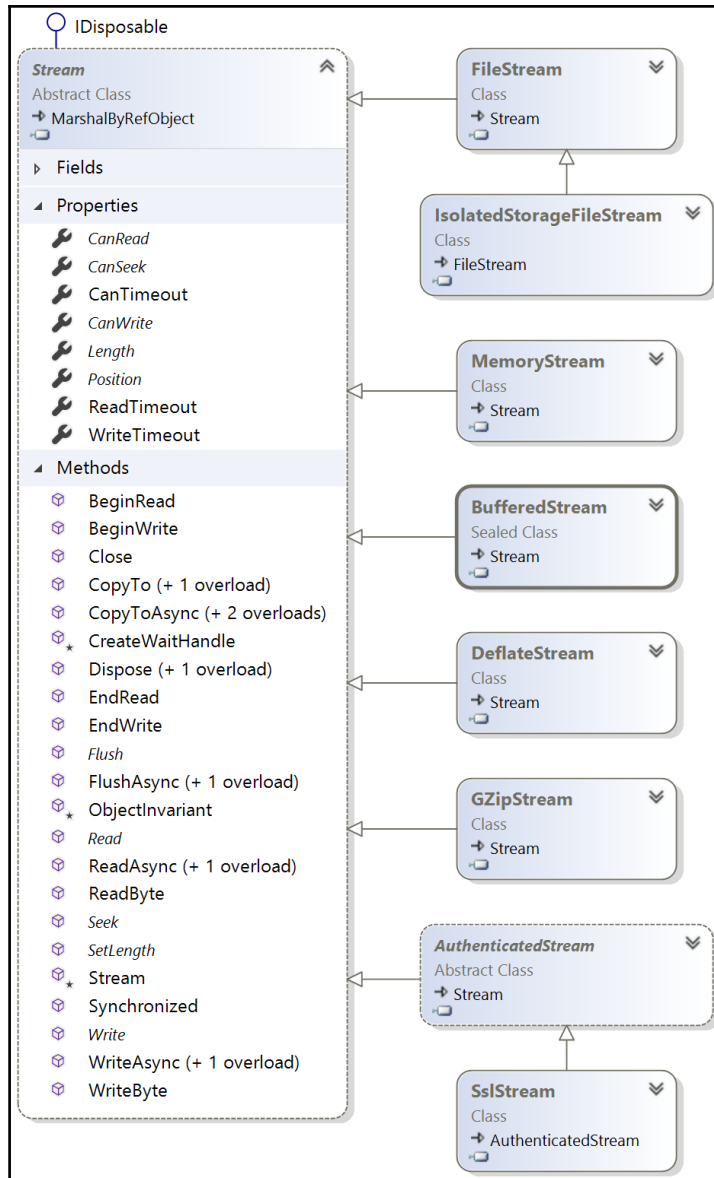 IDisposable
Stream
Abstract Class
MarshalByRefObject
Fields
Properties
CanRead
CanSeek
CanTimeout
CanWrite
Length
Position
ReadTimeout
WriteTimeout
Methods
BeginRead
BeginWrite
Close
CopyTo (+ 1 overload)
CopyToAsync (+ 2 overloads)
CreateWaitHandle
Dispose (+ 1 overload)
EndRead
EndWrite
Flush
FlushAsync (+ 1 overload)
ObjectInvariant
Read
ReadAsync (+ 1 overload)
ReadByte
Seek
SetLength
Stream
Synchronized
Write
WriteAsync (+ 1 overload)
WriteByte
FileStream
Class
Stream
IsolatedStorageFileStream
Class
FileStream
MemoryStream
Class
Stream
BufferedStream
Sealed Class
Stream
DeflateStream
Class
Stream
GZipStream
Class
Stream
AuthenticatedStream
Abstract Class
Stream
SslStream
Class
AuthenticatedStream